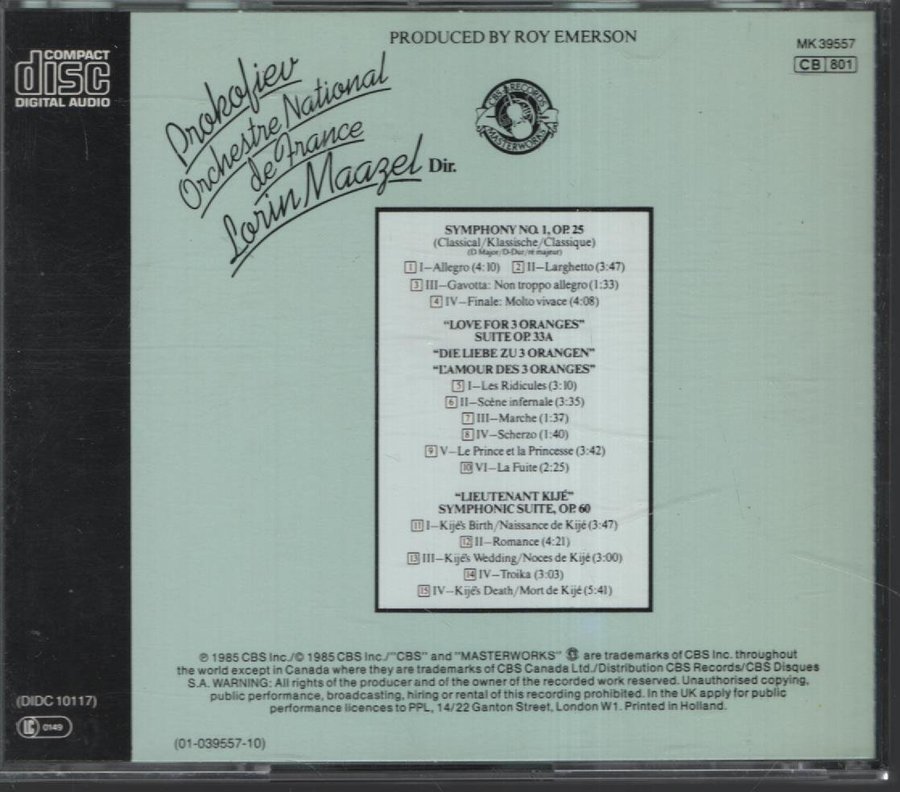 COMPACT
disc
DIGITAL AUDIO
PRODUCED BY ROY EMERSON
MK 39557
CB 801
Prokofiev
Orchestre National
de France
Lorin Maazel Dir.
CBS RECORDS
MASTERWORKS
SYMPHONY NO. 1, OP. 25
(Classical/Klassische/Classique)
(D Major/D-Dur/ré majeur)
1 I–Allegro (4:10) 2 II–Larghetto (3:47)
3 III–Gavotta: Non troppo allegro (1:33)
4 IV–Finale: Molto vivace (4:08)
"LOVE FOR 3 ORANGES"
SUITE OP. 33A
"DIE LIEBE ZU 3 ORANGEN"
"L'AMOUR DES 3 ORANGES"
5 I–Les Ridicules (3:10)
6 II–Scène infernale (3:35)
7 III–Marche (1:37)
8 IV–Scherzo (1:40)
9 V–Le Prince et la Princesse (3:42)
10 VI–La Fuite (2:25)
"LIEUTENANT KIJÉ"
SYMPHONIC SUITE, OP. 60
11 I–Kijé's Birth/Naissance de Kijé (3:47)
12 II–Romance (4:21)
13 III–Kijé's Wedding/Noces de Kijé (3:00)
14 IV–Troika (3:03)
15 IV–Kijé's Death/Mort de Kijé (5:41)
℗ 1985 CBS Inc./© 1985 CBS Inc./"CBS" and "MASTERWORKS" are trademarks of CBS Inc. throughout
the world except in Canada where they are trademarks of CBS Canada Ltd./Distribution CBS Records/CBS Disques
S.A. WARNING: All rights of the producer and of the owner of the recorded work reserved. Unauthorised copying,
public performance, broadcasting, hiring or rental of this recording prohibited. In the UK apply for public
performance licences to PPL, 14/22 Ganton Street, London W1. Printed in Holland.
(DIDC 10117)
LC 0149
(01-039557-10)